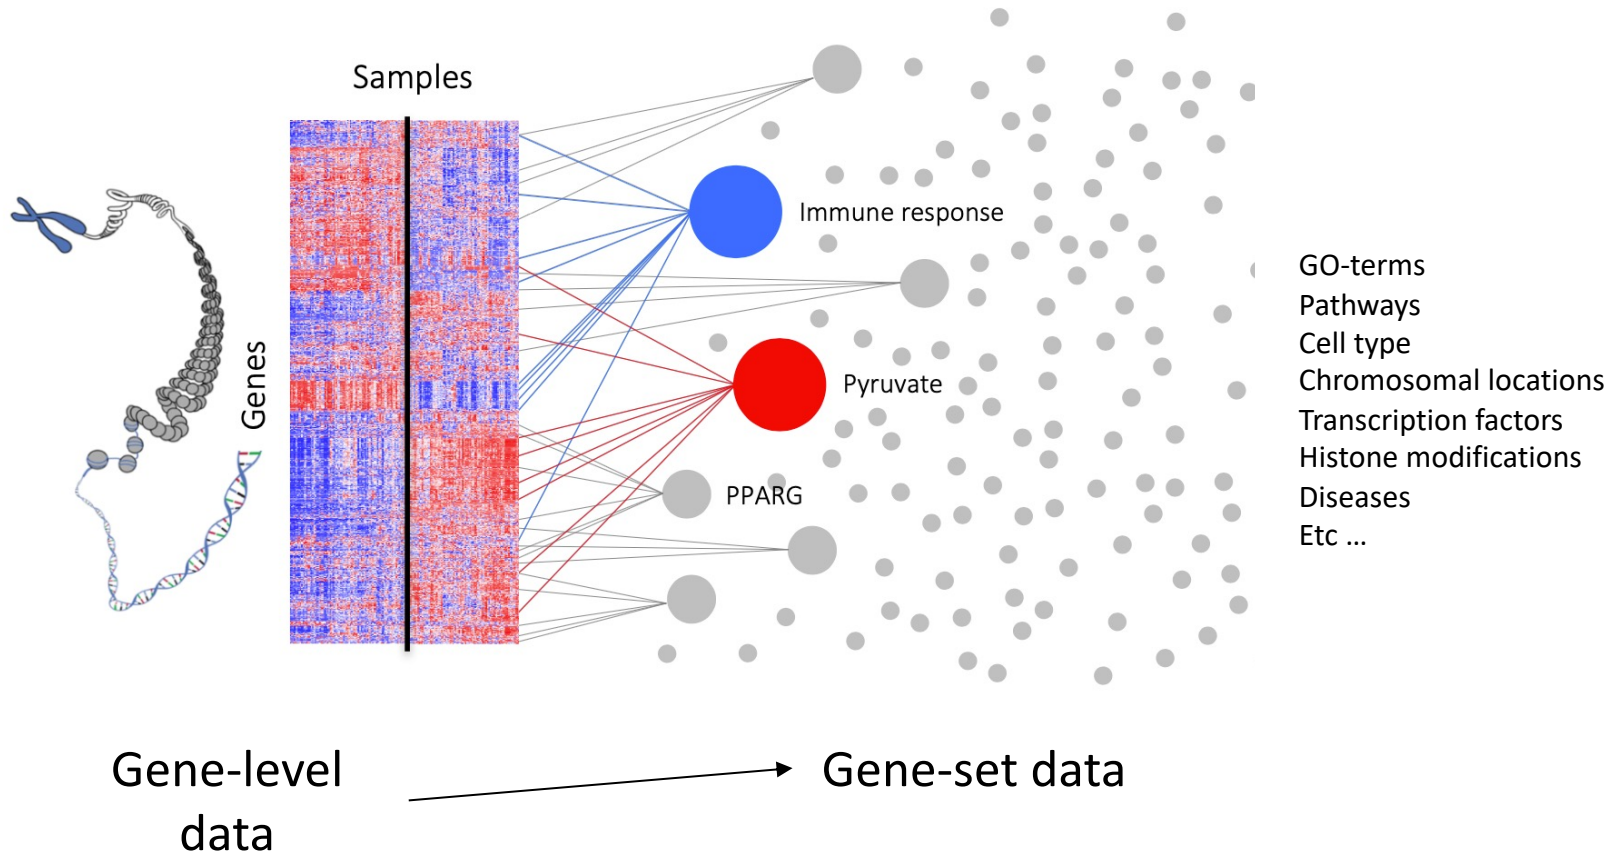 Samples
Genes
Immune response
Pyruvate
PPARG
GO-terms
Pathways
Cell type
Chromosomal locations
Transcription factors
Histone modifications
Diseases
Etc ...
Gene-level
data
Gene-set data